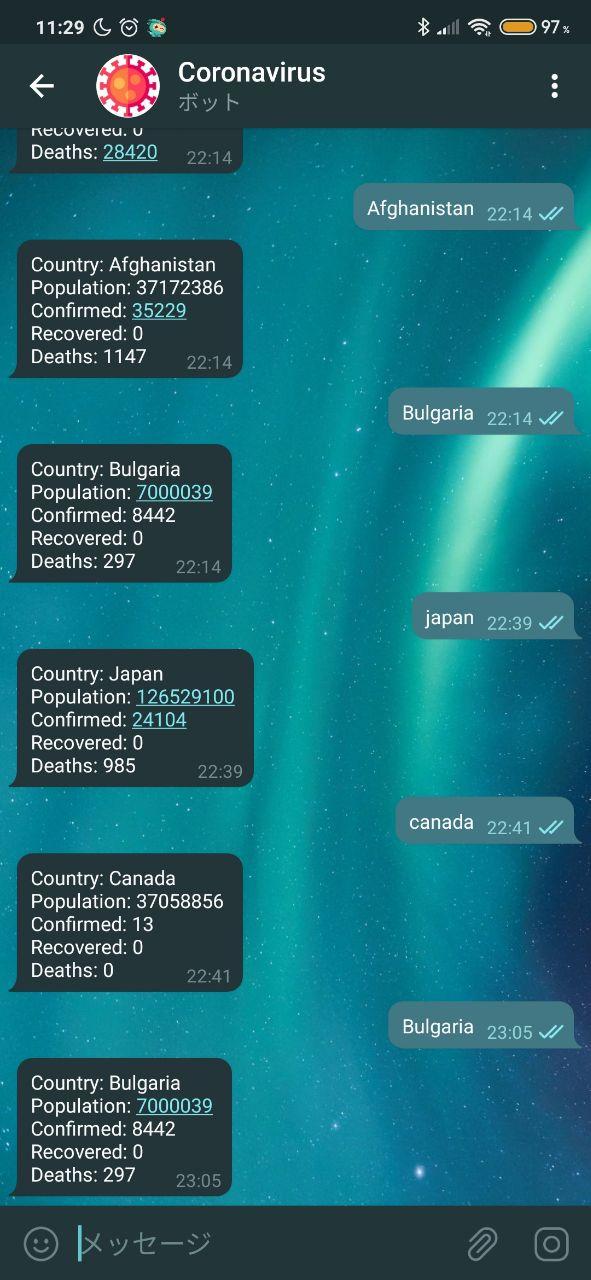 11:29 97%
Coronavirus
ボット
Recovered: 0
Deaths: 28420 22:14
Afghanistan 22:14
Country: Afghanistan
Population: 37172386
Confirmed: 35229
Recovered: 0
Deaths: 1147 22:14
Bulgaria 22:14
Country: Bulgaria
Population: 7000039
Confirmed: 8442
Recovered: 0
Deaths: 297 22:14
japan 22:39
Country: Japan
Population: 126529100
Confirmed: 24104
Recovered: 0
Deaths: 985 22:39
canada 22:41
Country: Canada
Population: 37058856
Confirmed: 13
Recovered: 0
Deaths: 0 22:41
Bulgaria 23:05
Country: Bulgaria
Population: 7000039
Confirmed: 8442
Recovered: 0
Deaths: 297 23:05
メッセージ